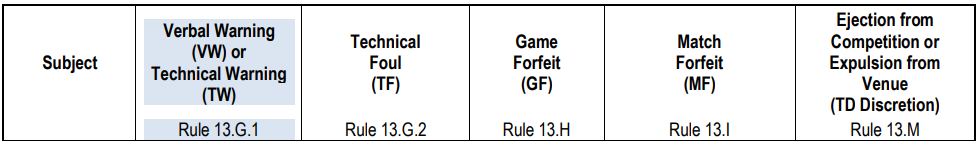 Subject
Verbal Warning
(VW) or
Technical Warning
(TW)
Technical
Foul
(TF)
Game
Forfeit
(GF)
Match
Forfeit
(MF)
Ejection from
Competition or
Expulsion from
Venue
(TD Discretion)
Rule 13.G.1
Rule 13.G.2
Rule 13.H
Rule 13.I
Rule 13.M